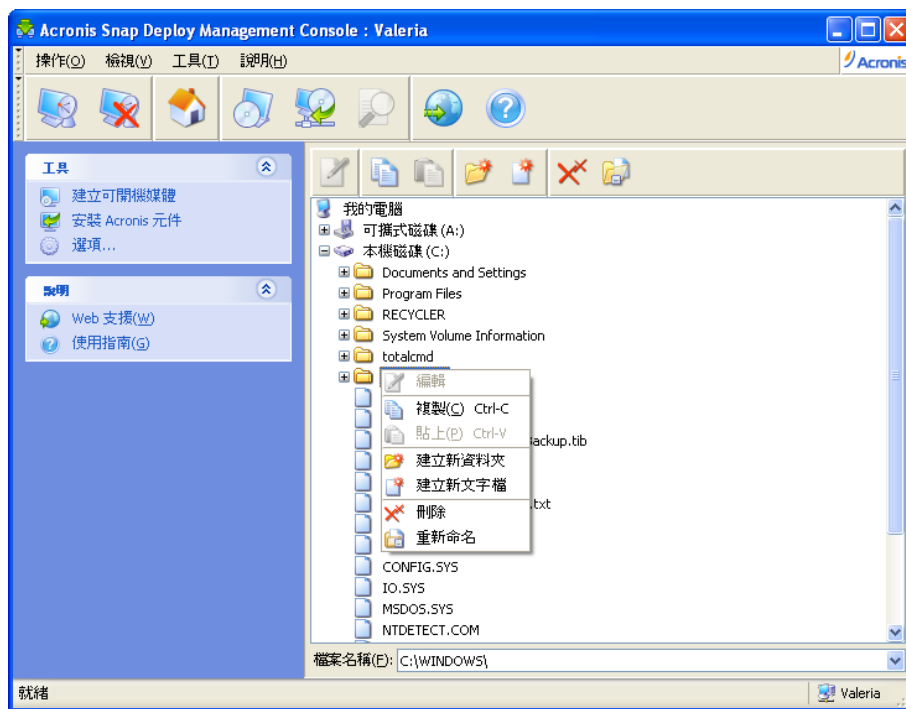 Acronis Snap Deploy Management Console : Valeria
操作(O) 檢視(V) 工具(T) 說明(H)
Acronis
工具
建立可開機媒體
安裝 Acronis 元件
選項...
說明
Web 支援(W)
使用指南(G)
我的電腦
可攜式磁碟 (A:)
本機磁碟 (C:)
Documents and Settings
Program Files
RECYCLER
System Volume Information
totalcmd
編輯
複製(C) Ctrl-C
貼上(P) Ctrl-V
ackup.tib
建立新資料夾
建立新文字檔
.txt
刪除
重新命名
CONFIG.SYS
IO.SYS
MSDOS.SYS
NTDETECT.COM
檔案名稱(F): C:\WINDOWS\
就緒
Valeria